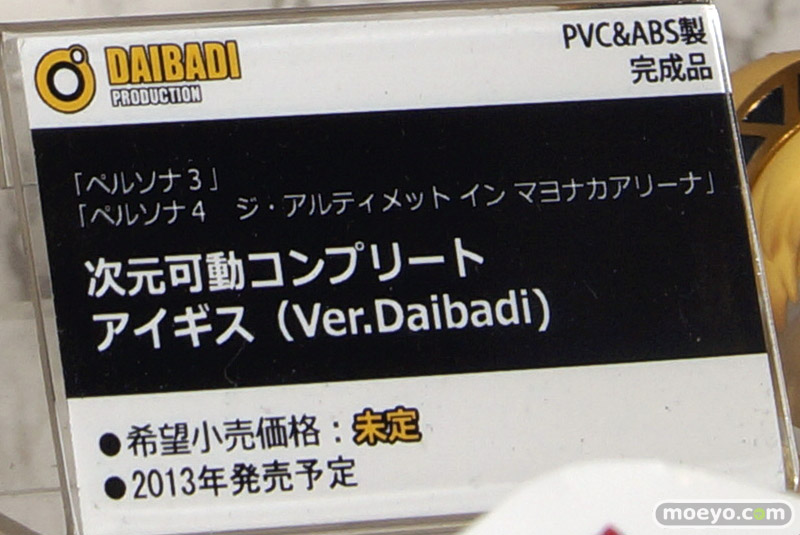 DAIBADI
PRODUCTION
PVC&ABS製
完成品
「ペルソナ3」
「ペルソナ4　ジ・アルティメット イン マヨナカアリーナ」
次元可動コンプリート
アイギス（Ver.Daibadi)
●希望小売価格：未定
●2013年発売予定
moeyo.com